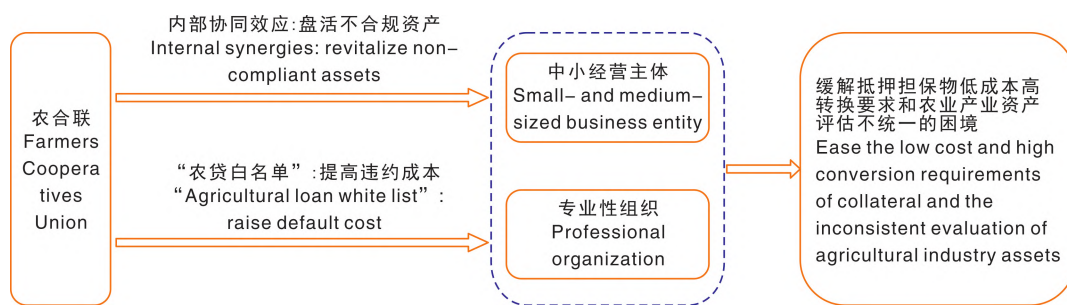 农合联
Farmers
Coopera
tives
Union
内部协同效应:盘活不合规资产
Internal synergies: revitalize non-
compliant assets
“农贷白名单”:提高违约成本
“Agricultural loan white list”:
raise default cost
中小经营主体
Small- and medium-
sized business entity
专业性组织
Professional
organization
缓解抵押担保物低成本高
转换要求和农业产业资产
评估不统一的困境
Ease the low cost and high
conversion requirements
of collateral and the
inconsistent evaluation of
agricultural industry assets